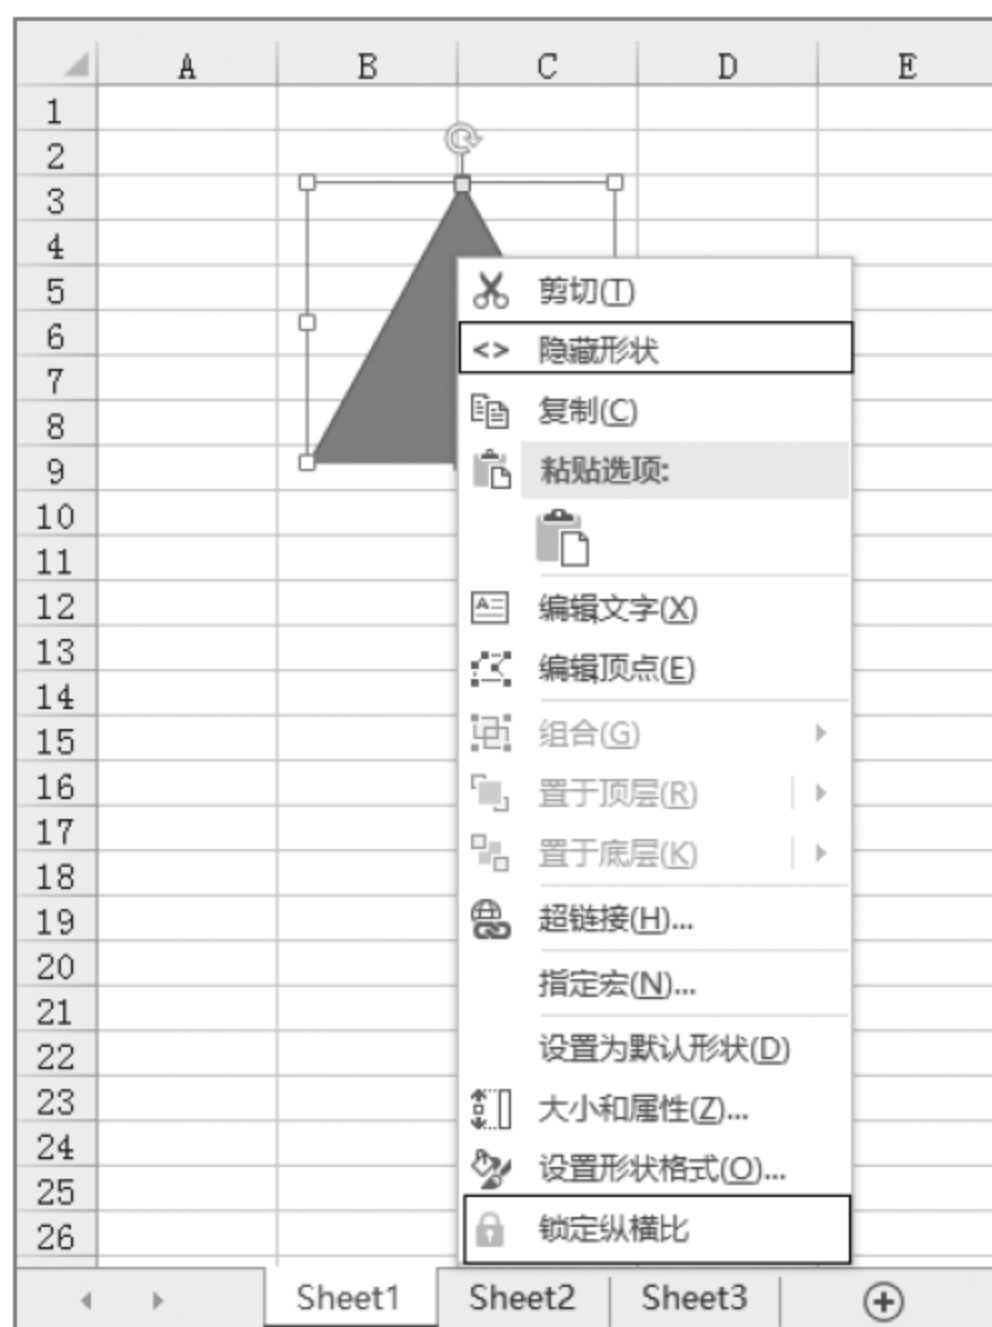 A B C D E
1
2
3
4
5
剪切(T)
6
隐藏形状
7
8
复制(C)
9
粘贴选项:
10
11
12
编辑文字(X)
13
编辑顶点(E)
14
15
组合(G)
16
置于顶层(R)
17
置于底层(K)
18
19
超链接(H)...
20
21
指定宏(N)...
22
设置为默认形状(D)
23
大小和属性(Z)...
24
25
设置形状格式(O)...
26
锁定纵横比
Sheet1 Sheet2 Sheet3